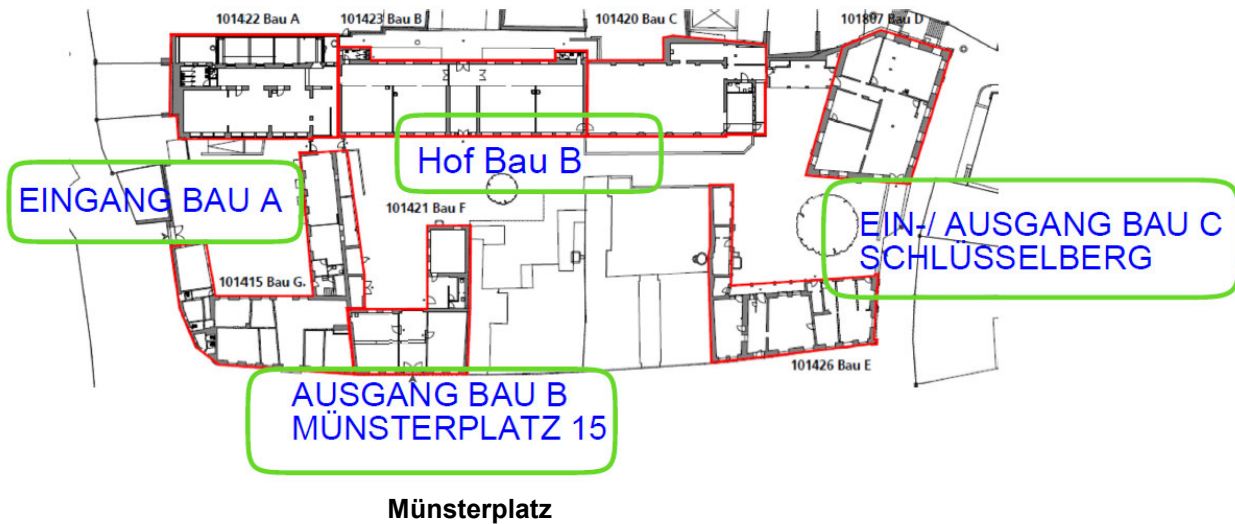 101422 Bau A
101423 Bau B
101420 Bau C
101807 Bau D
Hof Bau B
EINGANG BAU A
101421 Bau F
EIN-/ AUSGANG BAU C
SCHLÜSSELBERG
101415 Bau G.
101426 Bau E
AUSGANG BAU B
MÜNSTERPLATZ 15
Münsterplatz